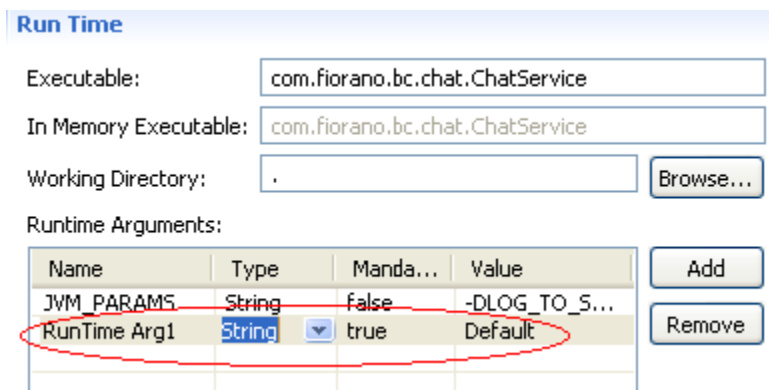 Run Time
Executable: com.fiorano.bc.chat.ChatService
In Memory Executable: com.fiorano.bc.chat.ChatService
Working Directory: . Browse...
Runtime Arguments:
Name Type Manda... Value Add
JVM_PARAMS String false -DLOG_TO_S...
RunTime Arg1 String true Default Remove